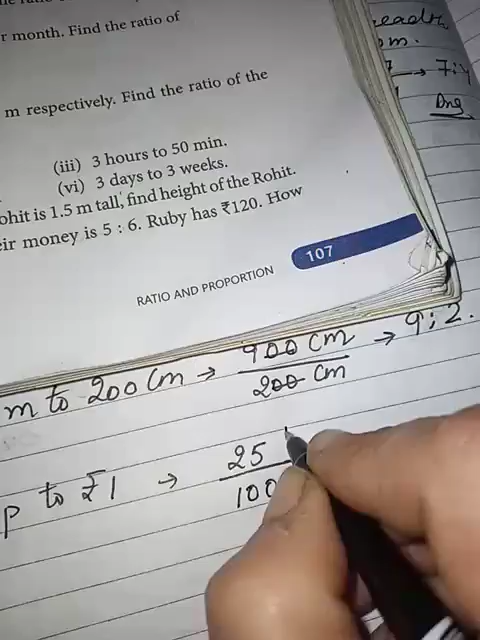 r month. Find the ratio of
m respectively. Find the ratio of the
(iii) 3 hours to 50 min.
(vi) 3 days to 3 weeks.
ohit is 1.5 m tall, find height of the Rohit.
eir money is 5 : 6. Ruby has ₹120. How
RATIO AND PROPORTION 107
m.
→ 7:4
Ans
m to 200 cm → 900 cm / 200 cm → 9:2.
P to ₹1 → 25 / 100